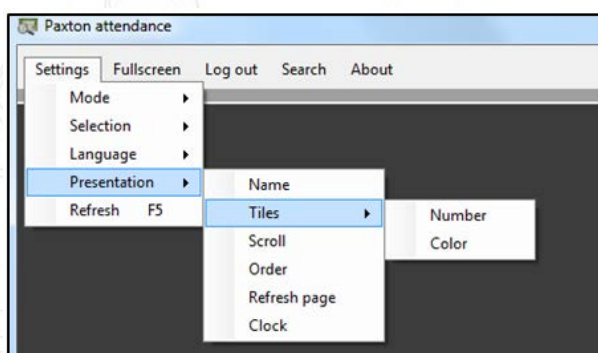 Paxton attendance
Settings Fullscreen Log out Search About
Mode
Selection
Language
Presentation
Refresh F5
Name
Tiles
Scroll
Order
Refresh page
Clock
Number
Color